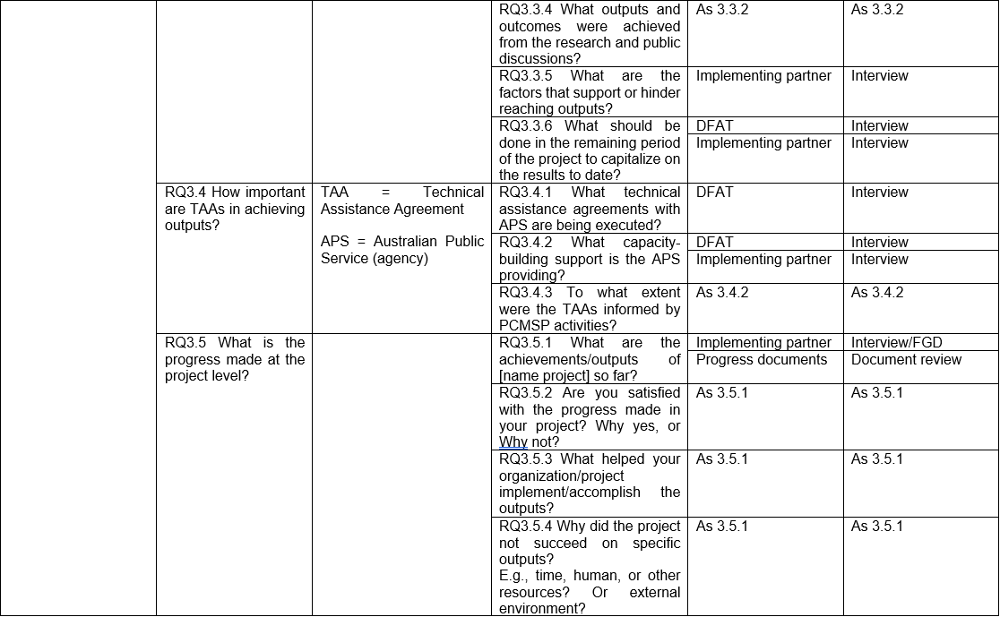 RQ3.3.4 What outputs and
outcomes were achieved
from the research and public
discussions?
As 3.3.2
As 3.3.2
RQ3.3.5 What are the
factors that support or hinder
reaching outputs?
Implementing partner
Interview
RQ3.3.6 What should be
done in the remaining period
of the project to capitalize on
the results to date?
DFAT
Interview
Implementing partner
Interview
RQ3.4 How important
are TAAs in achieving
outputs?
TAA = Technical
Assistance Agreement
APS = Australian Public
Service (agency)
RQ3.4.1 What technical
assistance agreements with
APS are being executed?
DFAT
Interview
RQ3.4.2 What capacity-
building support is the APS
providing?
DFAT
Interview
Implementing partner
Interview
RQ3.4.3 To what extent
were the TAAs informed by
PCMSP activities?
As 3.4.2
As 3.4.2
RQ3.5 What is the
progress made at the
project level?
RQ3.5.1 What are the
achievements/outputs of
[name project] so far?
Implementing partner
Interview/FGD
Progress documents
Document review
RQ3.5.2 Are you satisfied
with the progress made in
your project? Why yes, or
Why not?
As 3.5.1
As 3.5.1
RQ3.5.3 What helped your
organization/project
implement/accomplish the
outputs?
As 3.5.1
As 3.5.1
RQ3.5.4 Why did the project
not succeed on specific
outputs?
E.g., time, human, or other
resources? Or external
environment?
As 3.5.1
As 3.5.1